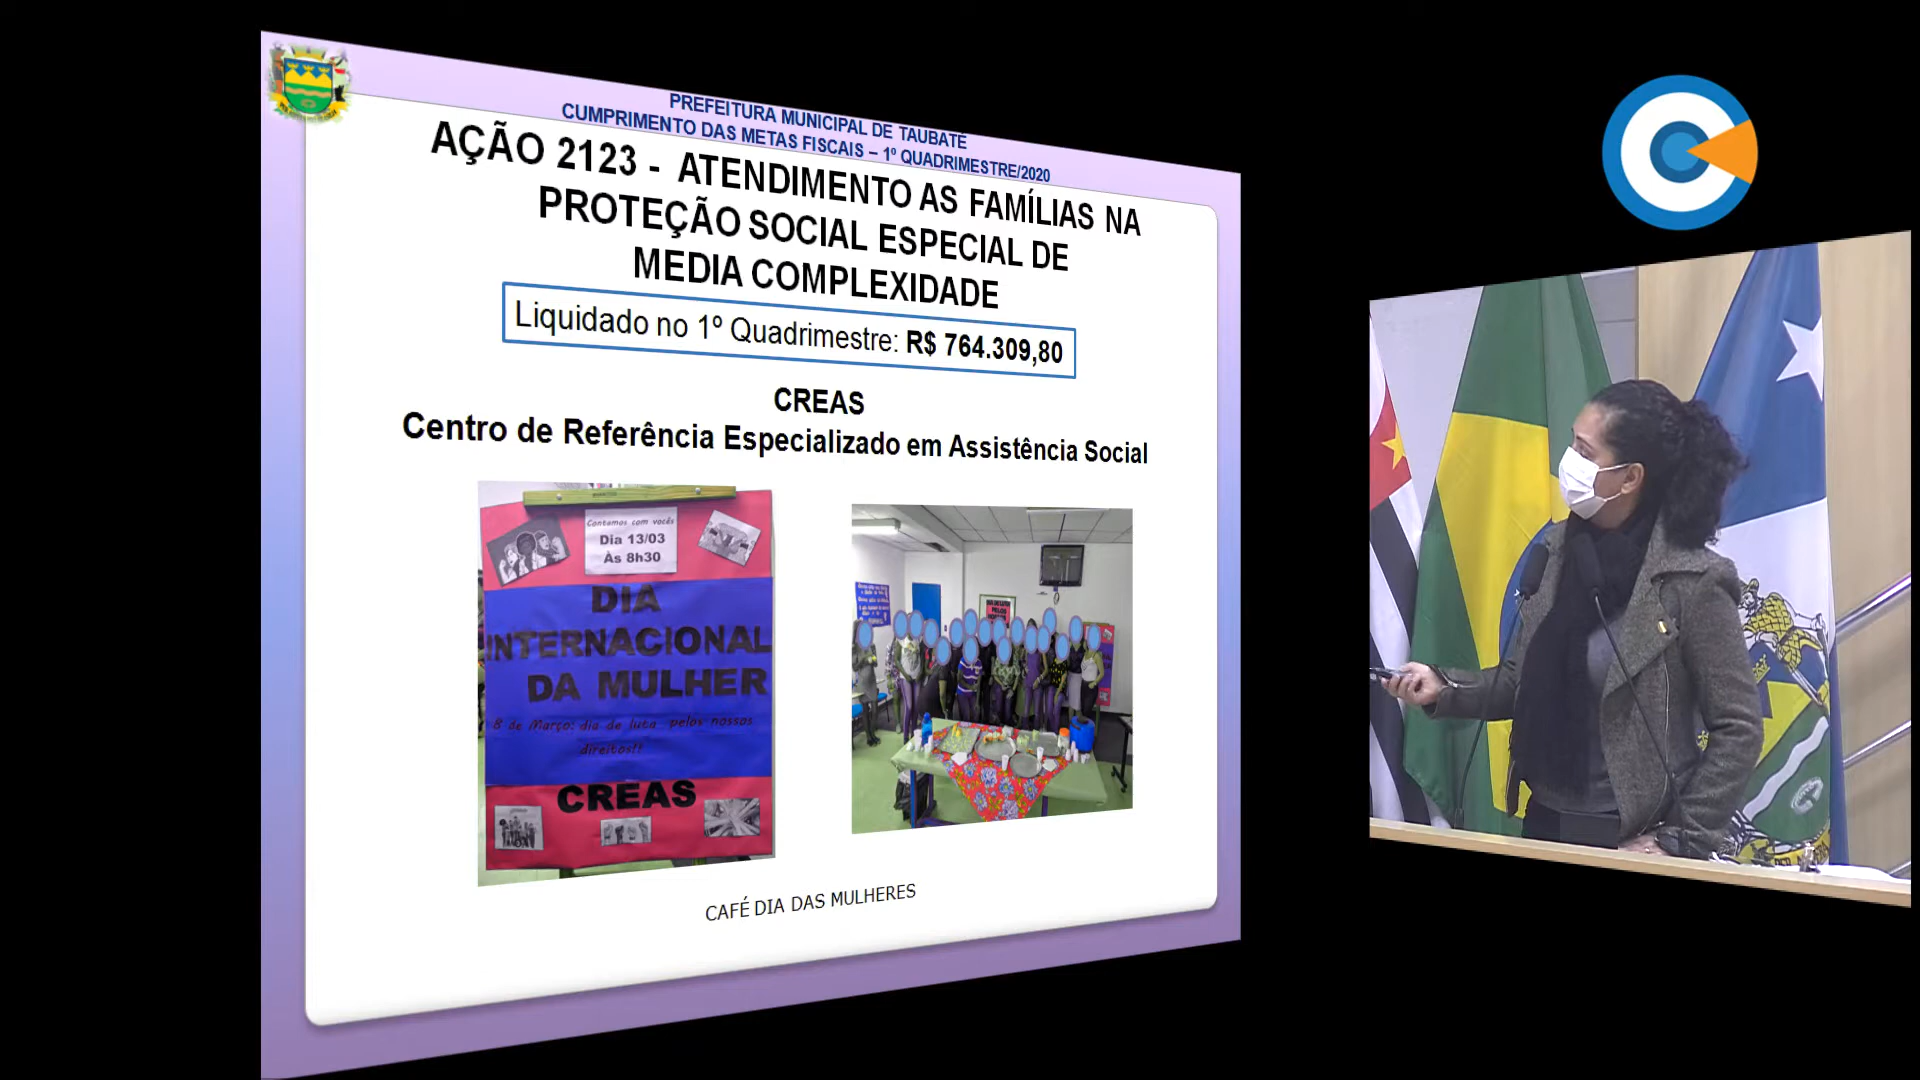 PREFEITURA MUNICIPAL DE TAUBATÉ
CUMPRIMENTO DAS METAS FISCAIS – 1º QUADRIMESTRE/2020
AÇÃO 2123 - ATENDIMENTO AS FAMÍLIAS NA
PROTEÇÃO SOCIAL ESPECIAL DE
MEDIA COMPLEXIDADE
Liquidado no 1º Quadrimestre: R$ 764.309,80
CREAS
Centro de Referência Especializado em Assistência Social
Contamos com vocês
Dia 13/03
Às 8h30
DIA
INTERNACIONAL
DA MULHER
8 de Março: dia de luta pelos nossos
direitos!!
CREAS
CAFÉ DIA DAS MULHERES